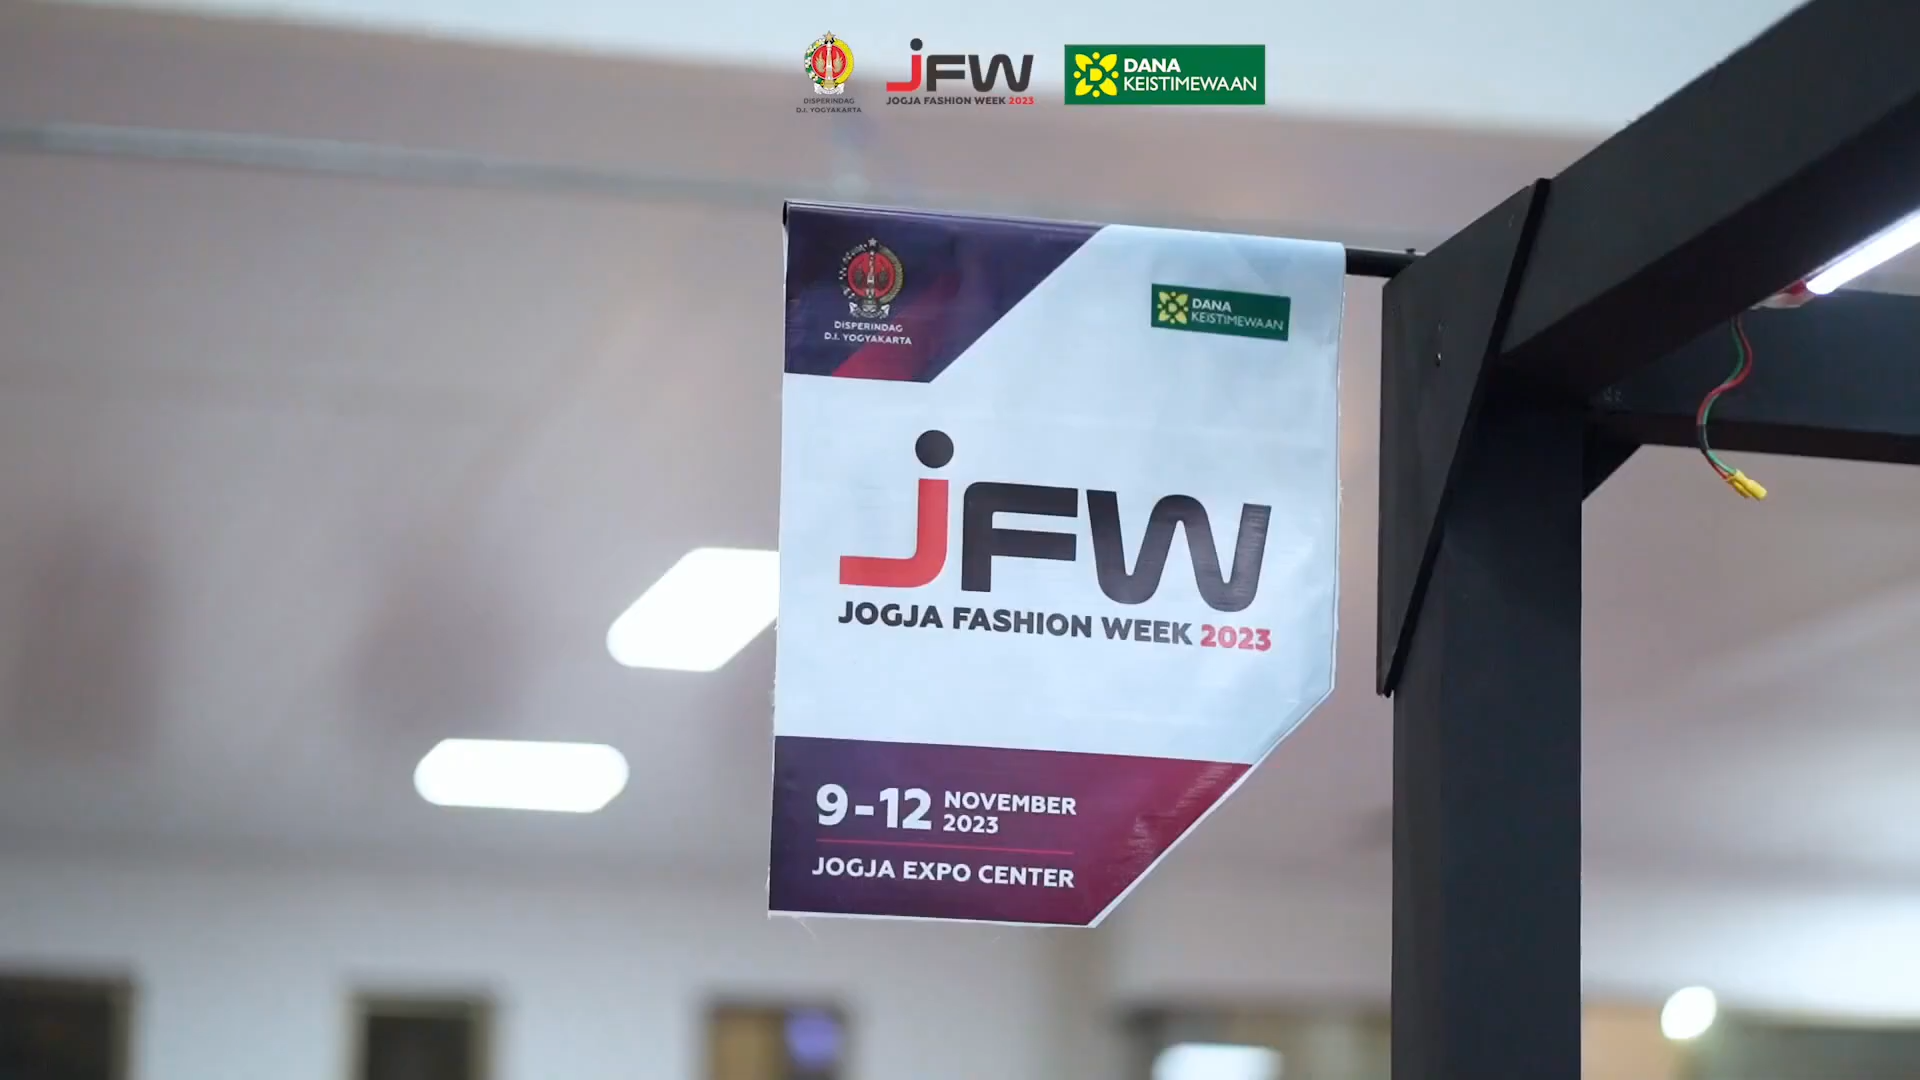 DISPERINDAG
D.I. YOGYAKARTA
JFW
JOGJA FASHION WEEK 2023
DANA
KEISTIMEWAAN
DISPERINDAG
D.I. YOGYAKARTA
DANA
KEISTIMEWAAN
JFW
JOGJA FASHION WEEK 2023
9-12 NOVEMBER
2023
JOGJA EXPO CENTER